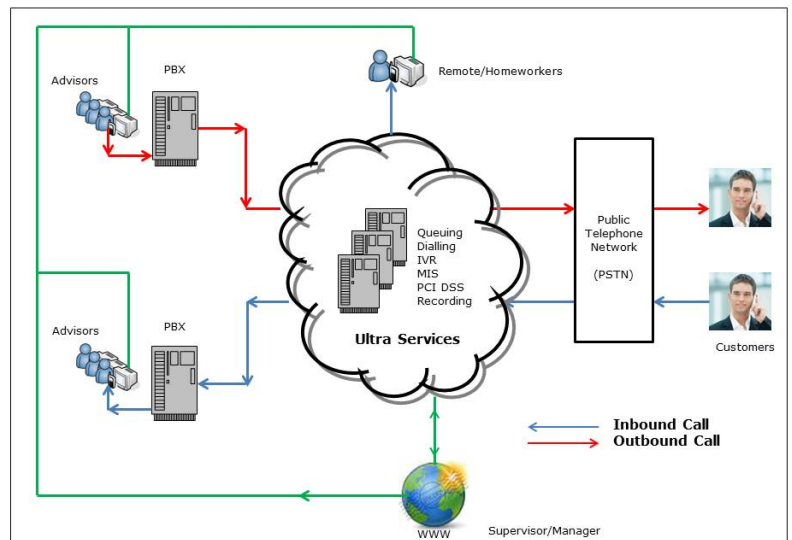 PBX
Advisors
Remote/Homeworkers
Queuing
Dialling
IVR
MIS
PCI DSS
Recording
Ultra Services
Public
Telephone
Network
(PSTN)
Customers
PBX
Advisors
Inbound Call
Outbound Call
WWW
Supervisor/Manager